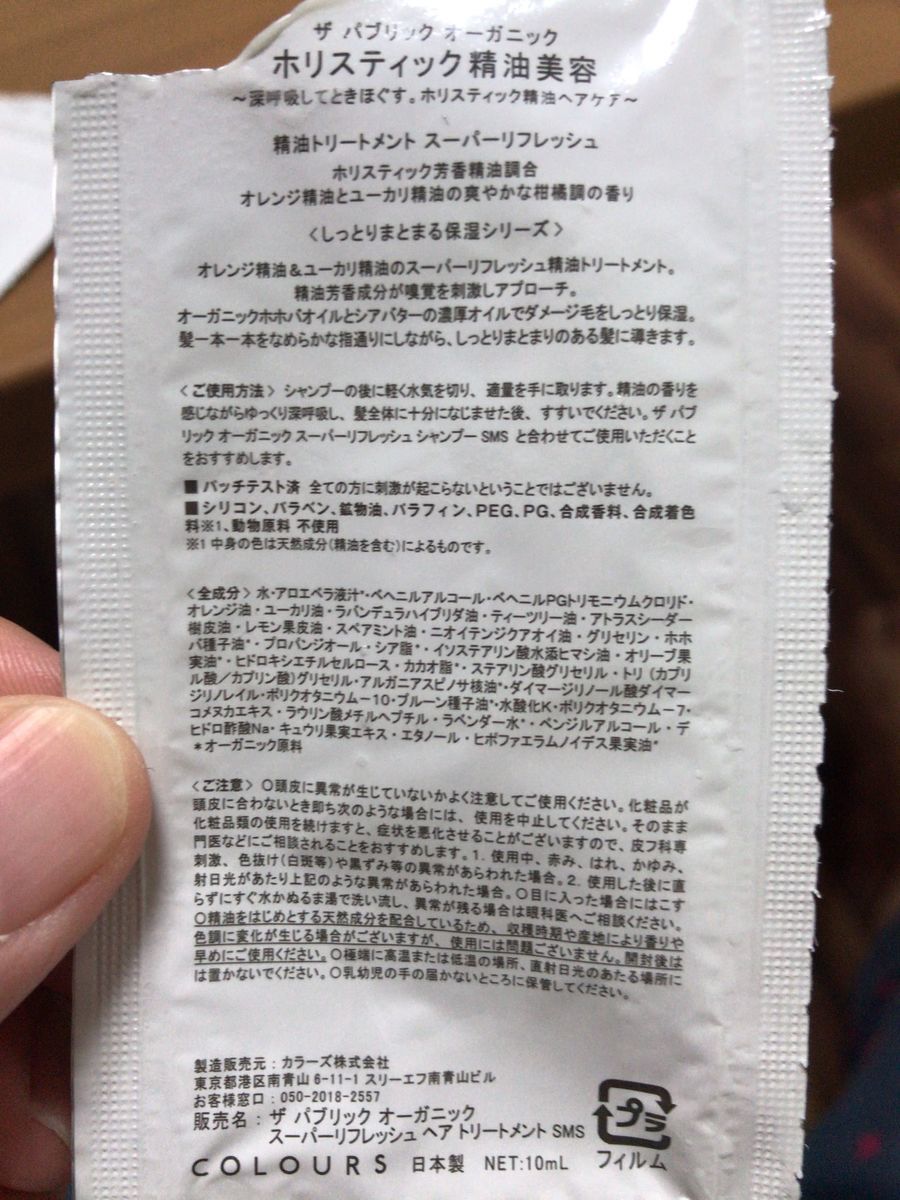 ザ パブリック オーガニック
ホリスティック精油美容
～深呼吸してときほぐす。ホリスティック精油ヘアケア～
精油トリートメント スーパーリフレッシュ
ホリスティック芳香精油調合
オレンジ精油とユーカリ精油の爽やかな柑橘調の香り
〈しっとりまとまる保湿シリーズ〉
オレンジ精油&ユーカリ精油のスーパーリフレッシュ精油トリートメント。
精油芳香成分が嗅覚を刺激しアプローチ。
オーガニックホホバオイルとシアバターの濃厚オイルでダメージ毛をしっとり保湿。
髪一本一本をなめらかな指通りにしながら、しっとりまとまりのある髪に導きます。
〈ご使用方法〉シャンプーの後に軽く水気を切り、適量を手に取ります。精油の香りを
感じながらゆっくり深呼吸し、髪全体に十分になじませた後、すすいでください。ザ パブ
リック オーガニック スーパーリフレッシュ シャンプー SMS と合わせてご使用いただくこと
をおすすめします。
■パッチテスト済 全ての方に刺激が起こらないということではございません。
■シリコン、パラベン、鉱物油、パラフィン、PEG、PG、合成香料、合成着色
料※1、動物原料 不使用
※1 中身の色は天然成分(精油を含む)によるものです。
〈全成分〉水・アロエベラ液汁*・ベヘニルアルコール・ベヘニルPGトリモニウムクロリド・
オレンジ油・ユーカリ油・ラバンデュラハイブリダ油・ティーツリー油・アトラスシーダー
樹皮油・レモン果皮油・スペアミント油・ニオイテンジクアオイ油・グリセリン・ホホ
バ種子油*・プロパンジオール・シア脂*・イソステアリン酸水添ヒマシ油・オリーブ果
実油*・ヒドロキシエチルセルロース・カカオ脂*・ステアリン酸グリセリル・トリ(カプリ
ル酸/カプリン酸)グリセリル・アルガニアスピノサ核油*・ダイマージリノール酸ダイマー
ジリノレイル・ポリクオタニウム-10・プルーン種子油*・水酸化K・ポリクオタニウム-7・
コメヌカエキス・ラウリン酸メチルヘプチル・ラベンダー水*・ベンジルアルコール・デ
ヒドロ酢酸Na・キュウリ果実エキス・エタノール・ヒポファエラムノイデス果実油*
*オーガニック原料
〈ご注意〉○頭皮に異常が生じていないかよく注意してご使用ください。化粧品が
頭皮に合わないとき即ち次のような場合には、使用を中止してください。そのまま
化粧品類の使用を続けますと、症状を悪化させることがございますので、皮フ科専
門医などにご相談されることをおすすめします。1. 使用中、赤み、はれ、かゆみ、
刺激、色抜け(白斑等)や黒ずみ等の異常があらわれた場合。2. 使用した後に直
射日光があたり上記のような異常があらわれた場合。○目に入った場合にはこす
らずにすぐ水かぬるま湯で洗い流し、異常が残る場合は眼科医へご相談ください。
○精油をはじめとする天然成分を配合しているため、収穫時期や産地により香りや
色調に変化が生じる場合がございますが、使用には問題ございません。開封後は
早めにご使用ください。○極端に高温または低温の場所、直射日光のあたる場所に
は置かないでください。○乳幼児の手の届かないところに保管してください。
製造販売元:カラーズ株式会社
東京都港区南青山 6-11-1 スリーエフ南青山ビル
お客様窓口:050-2018-2557
販売名:ザ パブリック オーガニック
スーパーリフレッシュ ヘア トリートメント SMS
COLOURS 日本製 NET:10mL
プラ
フィルム